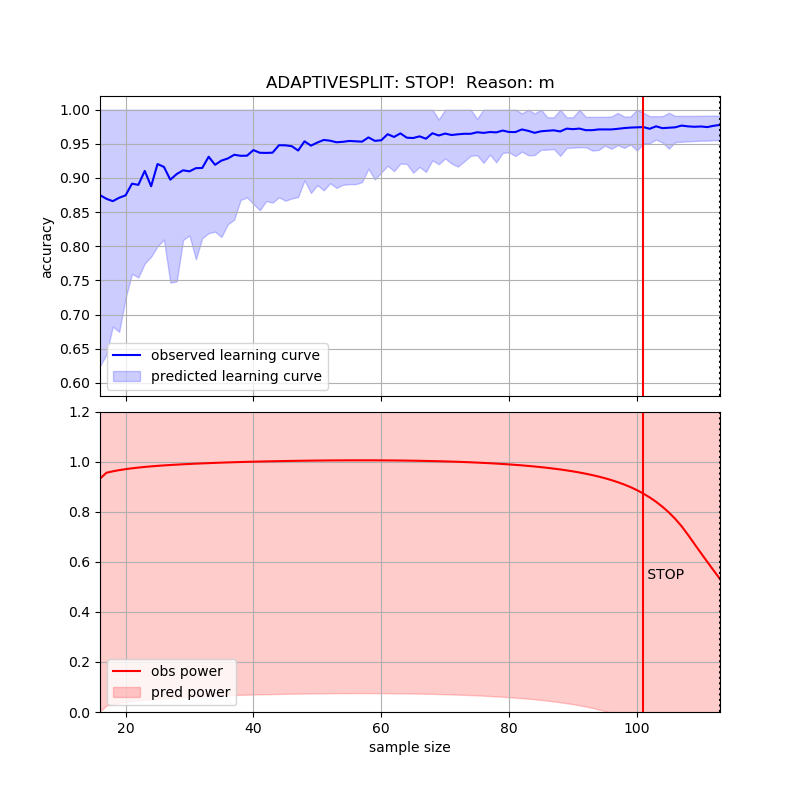 ADAPTIVESPLIT: STOP!  Reason: m
1.00
0.95
0.90
0.85
0.80
0.75
0.70
0.65
0.60
accuracy
observed learning curve
predicted learning curve
1.2
1.0
0.8
0.6
0.4
0.2
0.0
STOP
obs power
pred power
20 40 60 80 100
sample size